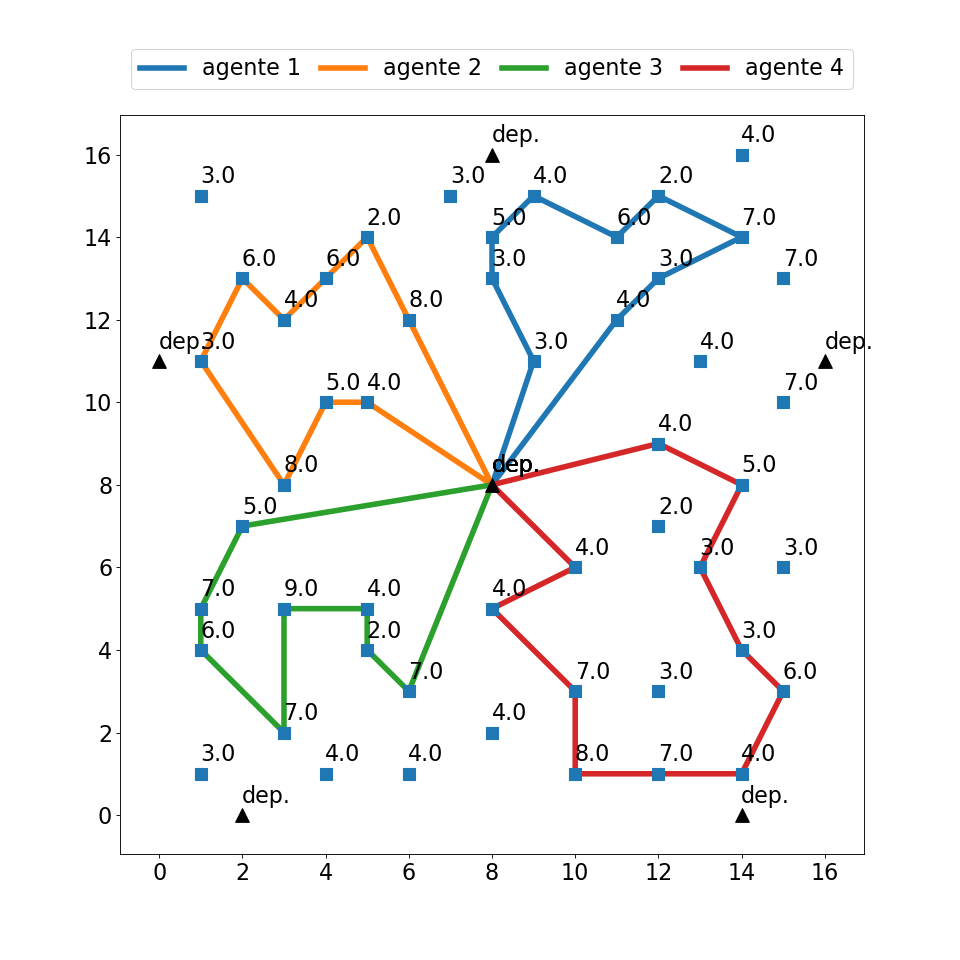 agente 1 agente 2 agente 3 agente 4
dep. 4.0
16
3.0 3.0 4.0 2.0
2.0 5.0 6.0 7.0
14
6.0 6.0 3.0 3.0 7.0
4.0 8.0 4.0
12
dep. 3.0 3.0 4.0 dep.
5.0 4.0 7.0
10
4.0
8.0 dep. 5.0
8
5.0 2.0
4.0 3.0 3.0
6
7.0 9.0 4.0 4.0
6.0 2.0 3.0
4
7.0 7.0 3.0 6.0
7.0 4.0
2
3.0 4.0 4.0 8.0 7.0 4.0
dep. dep.
0
0 2 4 6 8 10 12 14 16